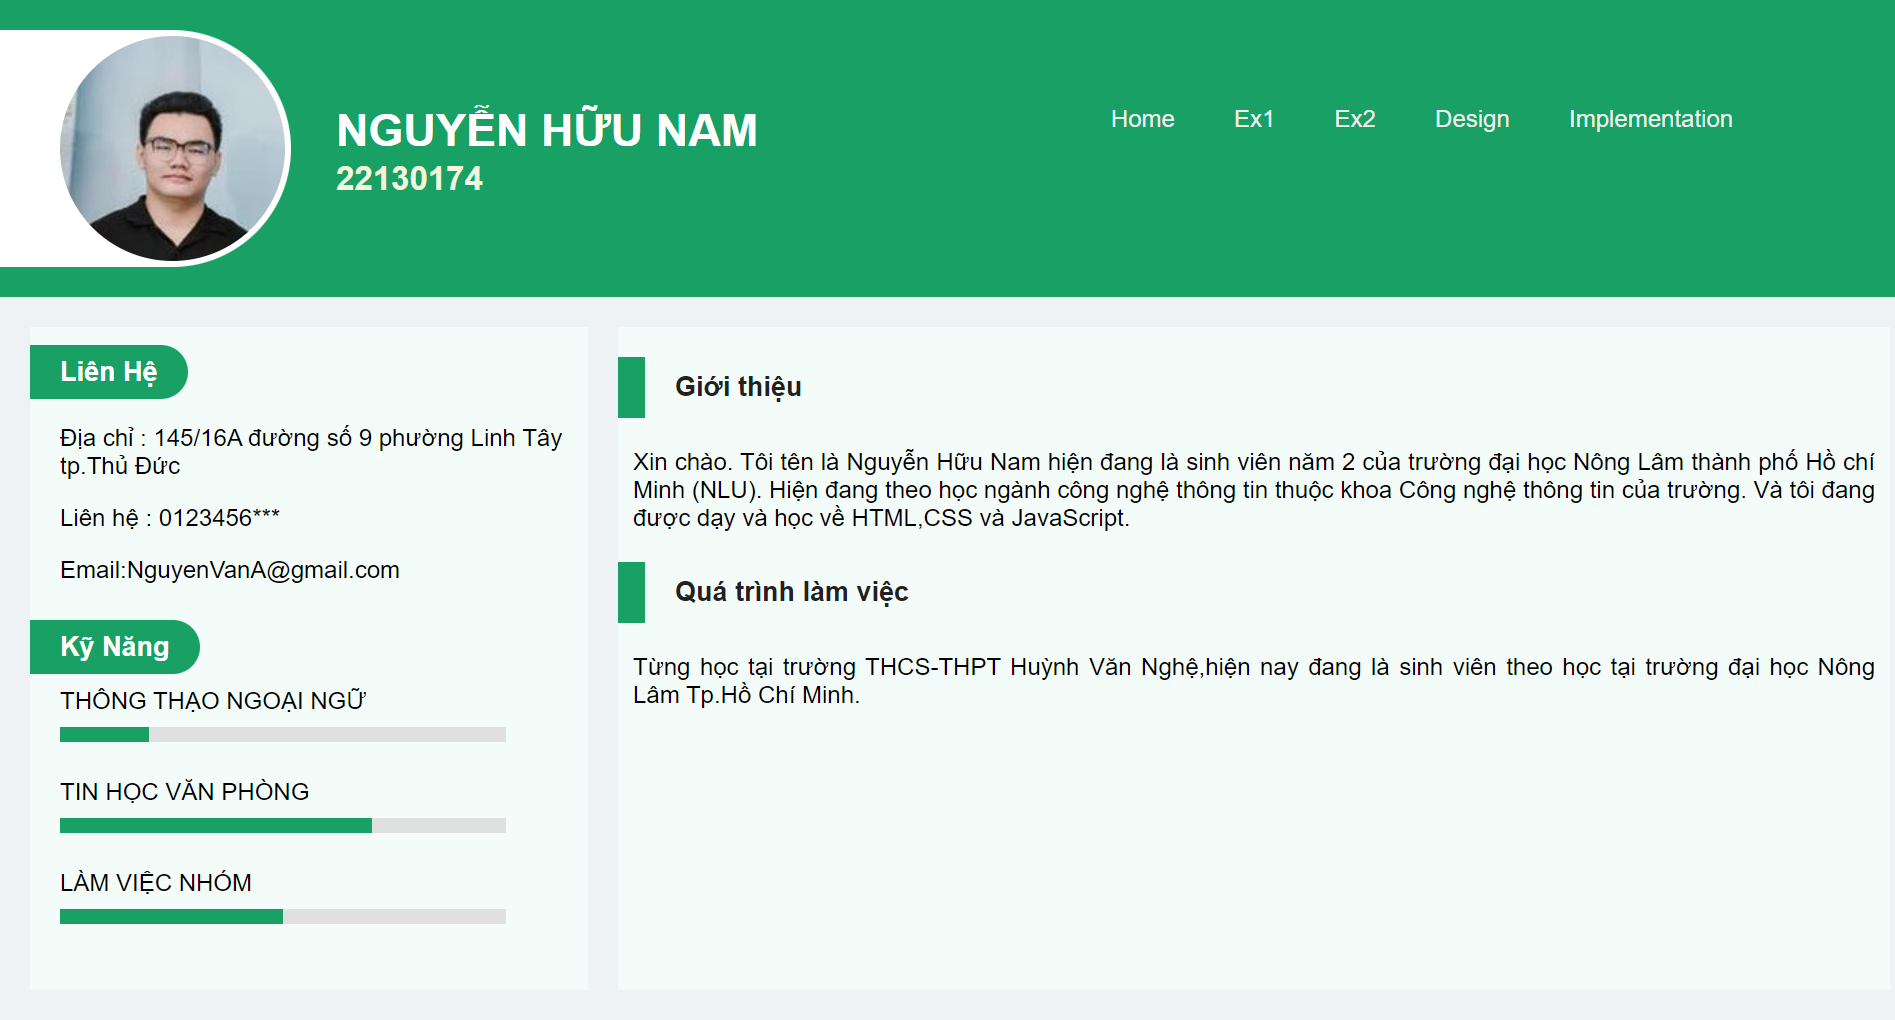 NGUYỄN HỮU NAM
22130174
Home Ex1 Ex2 Design Implementation
Liên Hệ
Địa chỉ : 145/16A đường số 9 phường Linh Tây
tp.Thủ Đức
Liên hệ : 0123456***
Email:NguyenVanA@gmail.com
Kỹ Năng
THÔNG THẠO NGOẠI NGỮ
TIN HỌC VĂN PHÒNG
LÀM VIỆC NHÓM
Giới thiệu
Xin chào. Tôi tên là Nguyễn Hữu Nam hiện đang là sinh viên năm 2 của trường đại học Nông Lâm thành phố Hồ chí
Minh (NLU). Hiện đang theo học ngành công nghệ thông tin thuộc khoa Công nghệ thông tin của trường. Và tôi đang
được dạy và học về HTML,CSS và JavaScript.
Quá trình làm việc
Từng học tại trường THCS-THPT Huỳnh Văn Nghệ,hiện nay đang là sinh viên theo học tại trường đại học Nông
Lâm Tp.Hồ Chí Minh.